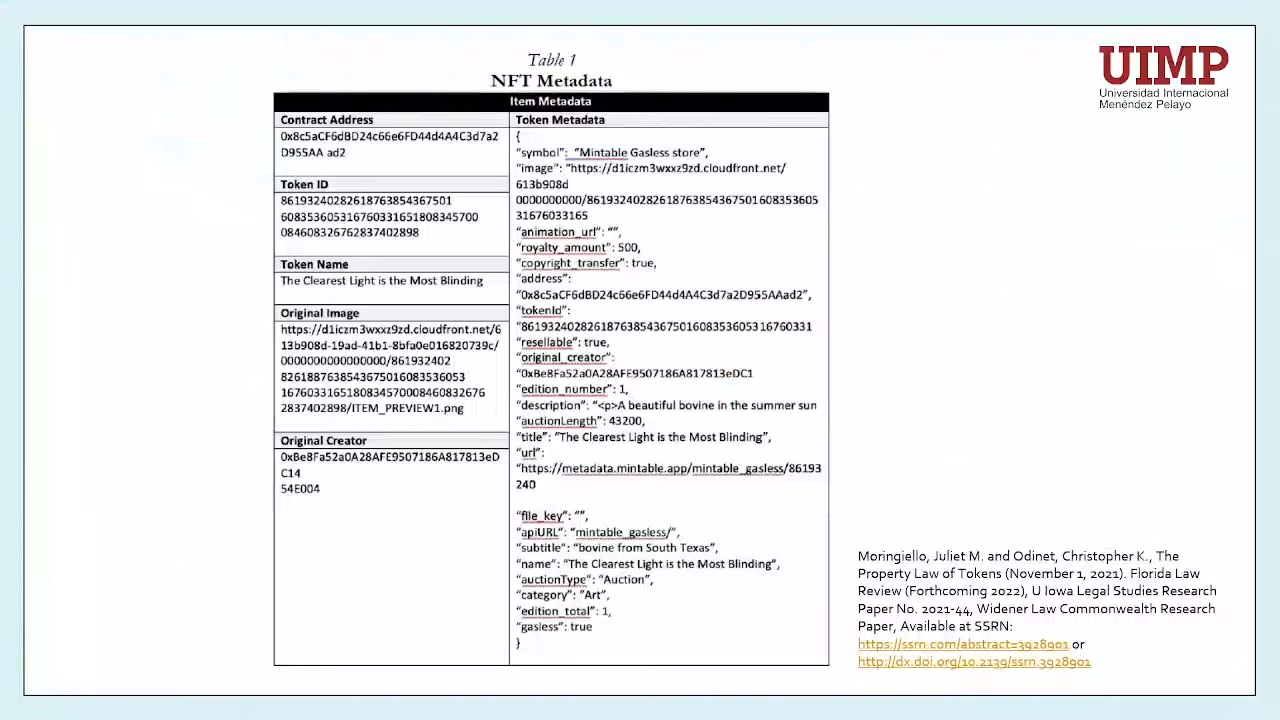 Table 1
NFT Metadata
Item Metadata
Contract Address
0x8c5aCF6dBD24c66e6FD44d4A4C3d7a2
D955AA ad2
Token ID
86193240282618763854367501
608353605316760331651808345700
084608326762837402898
Token Name
The Clearest Light is the Most Blinding
Original Image
https://d1iczm3wxxz9zd.cloudfront.net/6
13b908d-19ad-41b1-8bfa0e016820739c/
0000000000000000/861932402
8261887638543675016083536053
1676033165180834570008460832676
2837402898/ITEM_PREVIEW1.png
Original Creator
0xBe8Fa52a0A28AFE9507186A817813eD
C14
54E004
Token Metadata
{
“symbol”: “Mintable Gasless store”,
“image”: “https://d1iczm3wxxz9zd.cloudfront.net/
613b908d
0000000000/86193240282618763854367501608353605
31676033165
“animation_url”: “”,
“royalty_amount”: 500,
“copyright_transfer”: true,
“address”:
“0x8c5aCF6dBD24c66e6FD44d4A4C3d7a2D955AAad2”,
“tokenId”:
“86193240282618763854367501608353605316760331
“resellable”: true,
“original_creator”:
“0xBe8Fa52a0A28AFE9507186A817813eDC1
“edition_number”: 1,
“description”: “<p>A beautiful bovine in the summer sun
“auctionLength”: 43200,
“title”: “The Clearest Light is the Most Blinding”,
“url”:
“https://metadata.mintable.app/mintable_gasless/86193
240
“file_key”: “”,
“apiURL”: “mintable_gasless/”,
“subtitle”: “bovine from South Texas”,
“name”: “The Clearest Light is the Most Blinding”,
“auctionType”: “Auction”,
“category”: “Art”,
“edition_total”: 1,
“gasless”: true
}
UIMP
Universidad Internacional
Menéndez Pelayo
Moringiello, Juliet M. and Odinet, Christopher K., The
Property Law of Tokens (November 1, 2021). Florida Law
Review (Forthcoming 2022), U Iowa Legal Studies Research
Paper No. 2021-44, Widener Law Commonwealth Research
Paper, Available at SSRN:
https://ssrn.com/abstract=3928901 or
http://dx.doi.org/10.2139/ssrn.3928901